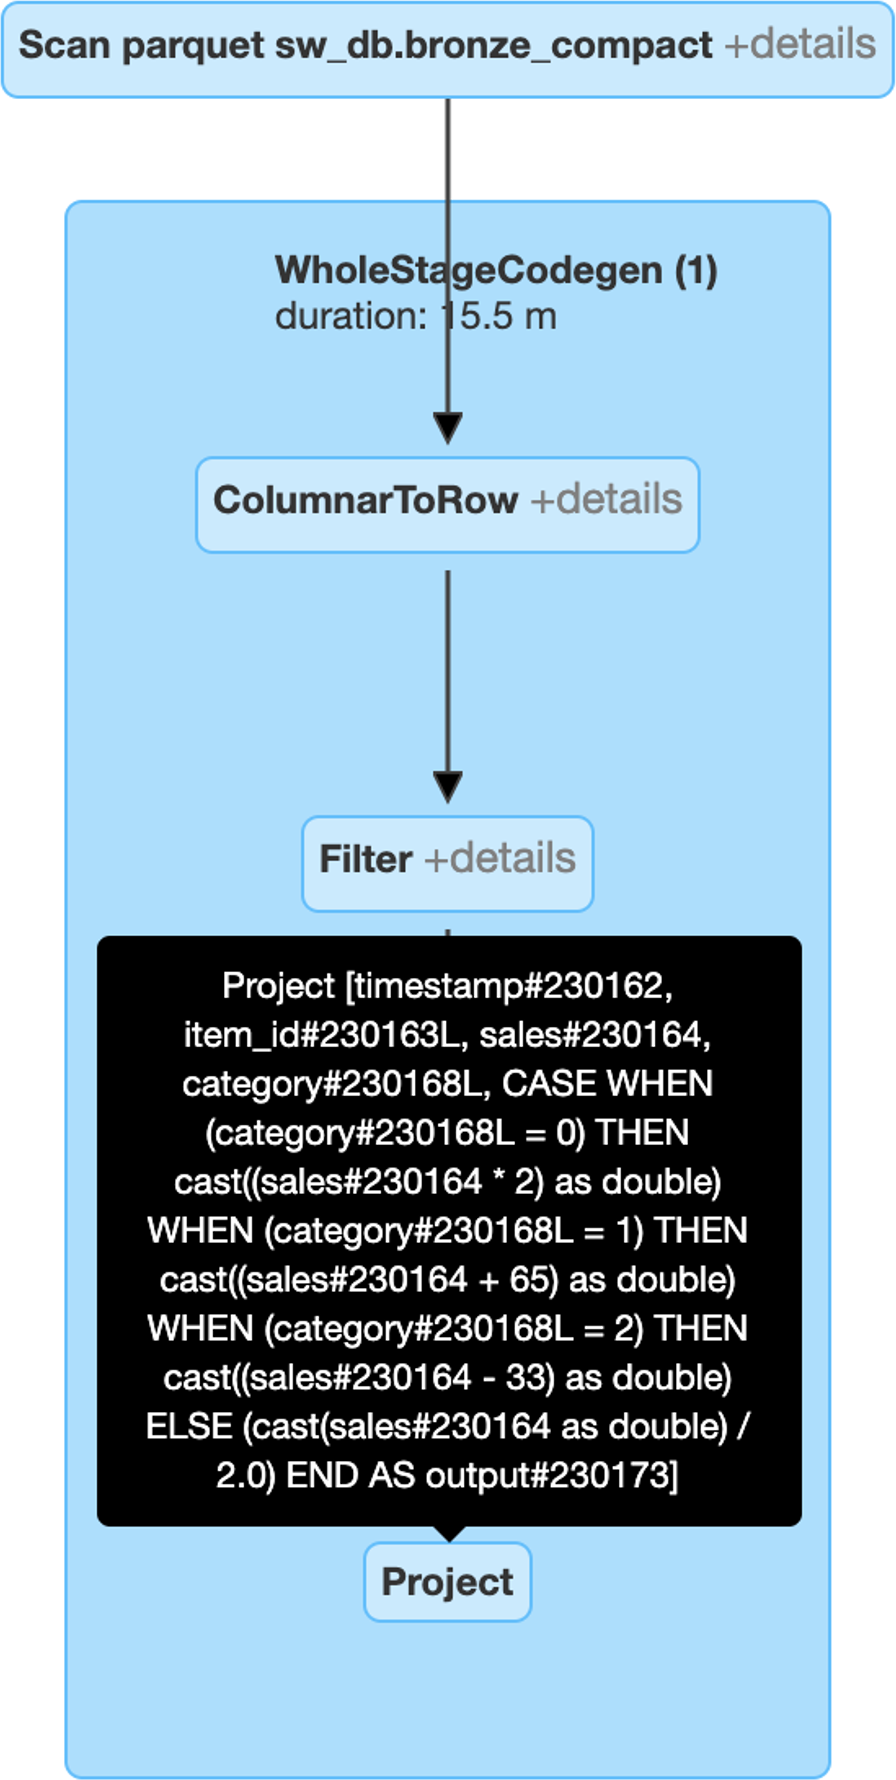 Scan parquet sw_db.bronze_compact +details
WholeStageCodegen (1)
duration: 15.5 m
ColumnarToRow +details
Filter +details
Project [timestamp#230162,
item_id#230163L, sales#230164,
category#230168L, CASE WHEN
(category#230168L = 0) THEN
cast((sales#230164 * 2) as double)
WHEN (category#230168L = 1) THEN
cast((sales#230164 + 65) as double)
WHEN (category#230168L = 2) THEN
cast((sales#230164 - 33) as double)
ELSE (cast(sales#230164 as double) /
2.0) END AS output#230173]
Project